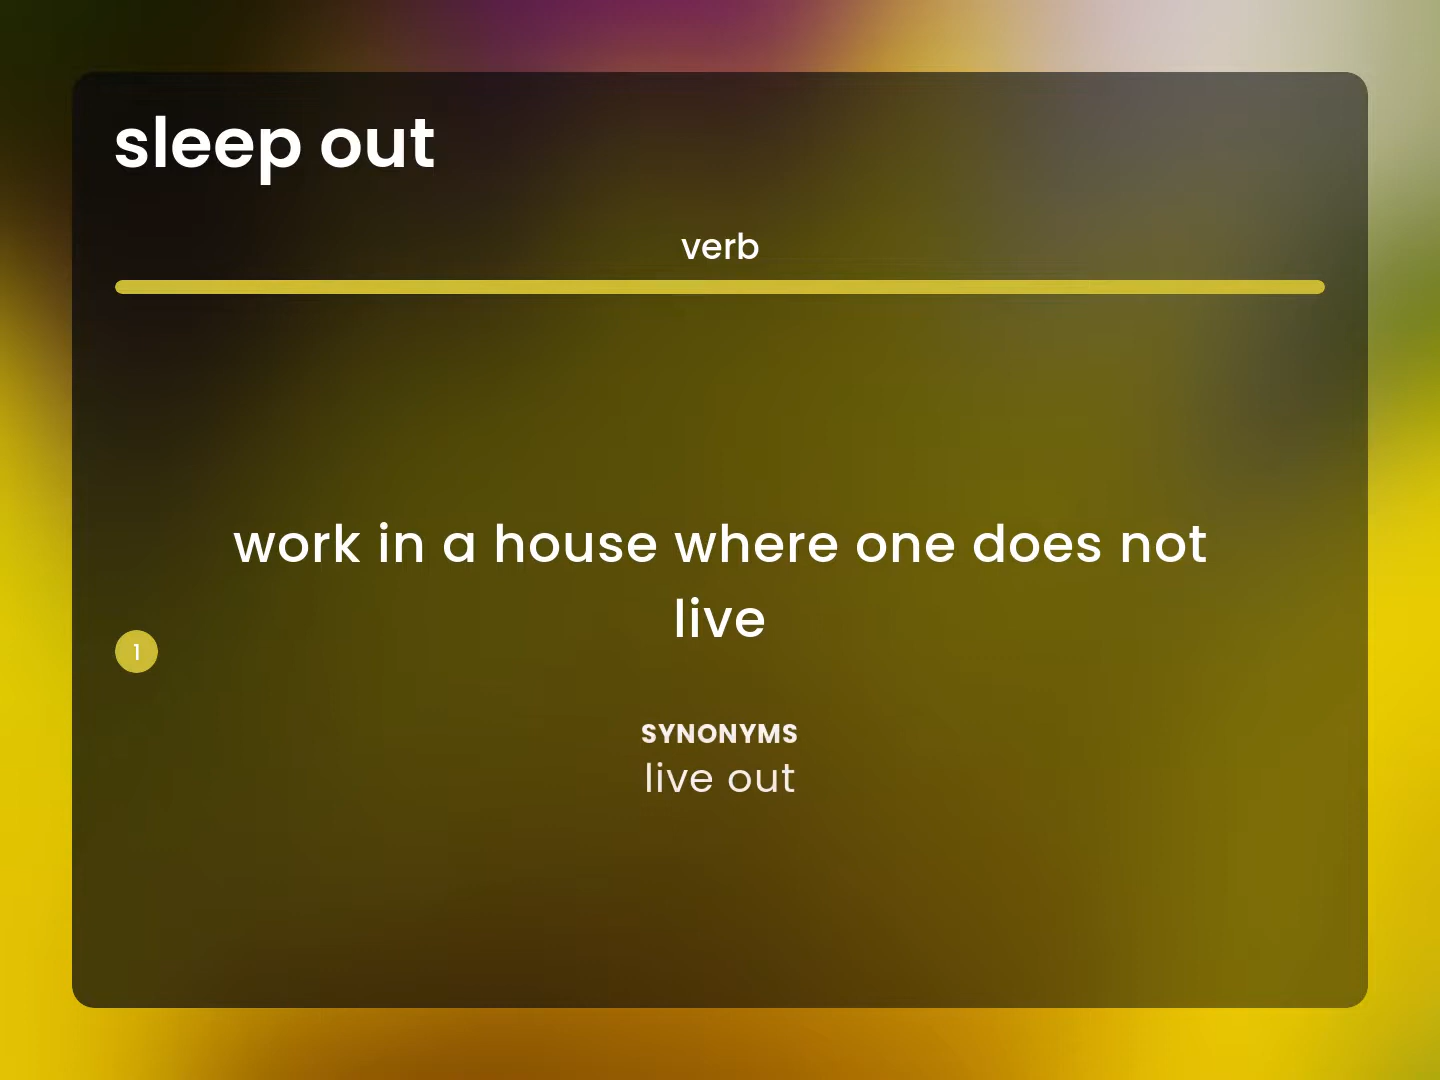 sleep out
verb
work in a house where one does not
live
1
SYNONYMS
live out